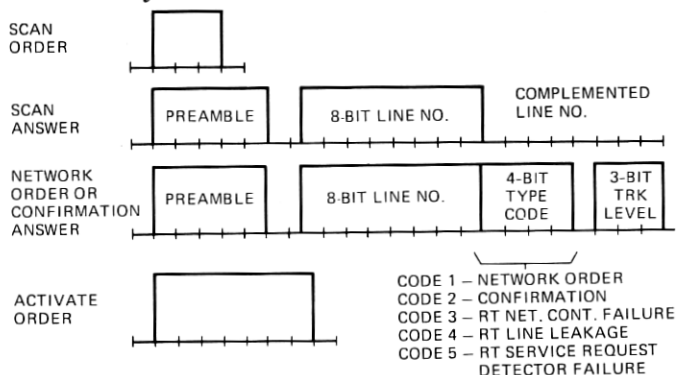 SCAN
ORDER
SCAN
ANSWER
PREAMBLE
8-BIT LINE NO.
COMPLEMENTED
LINE NO.
NETWORK
ORDER OR
CONFIRMATION
ANSWER
PREAMBLE
8-BIT LINE NO.
4-BIT
TYPE
CODE
3-BIT
TRK
LEVEL
ACTIVATE
ORDER
CODE 1 – NETWORK ORDER
CODE 2 – CONFIRMATION
CODE 3 – RT NET. CONT. FAILURE
CODE 4 – RT LINE LEAKAGE
CODE 5 – RT SERVICE REQUEST
DETECTOR FAILURE